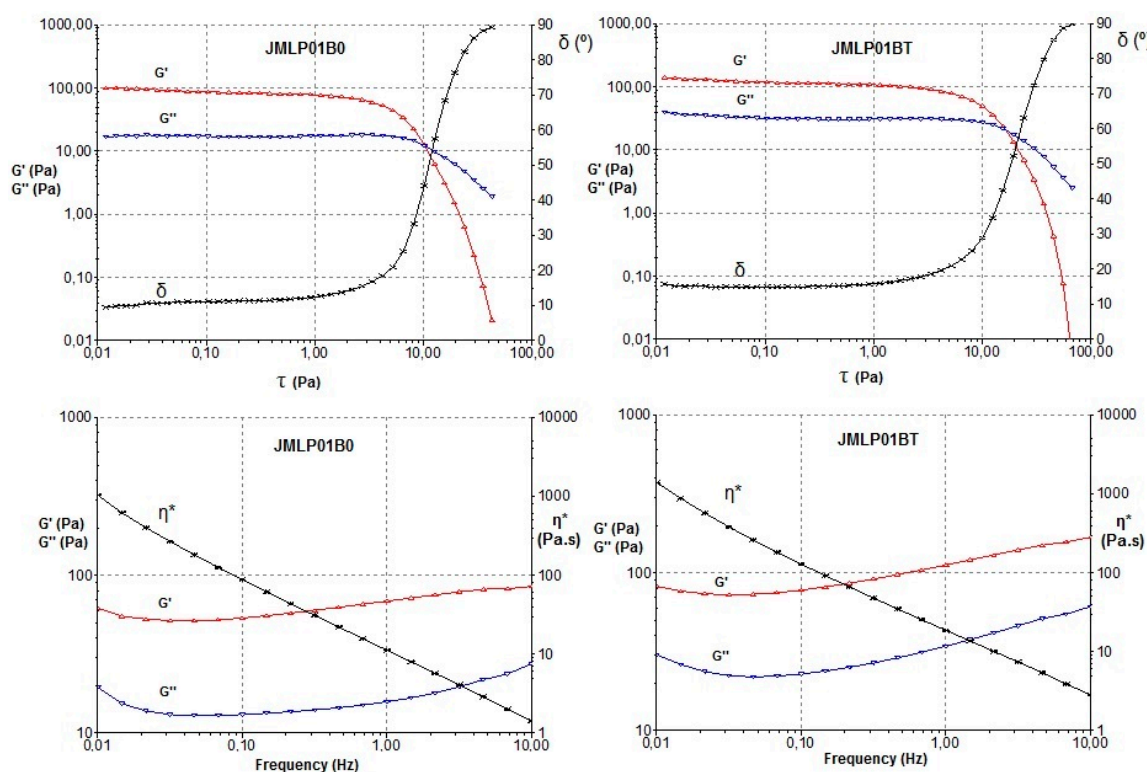 1000,00
100,00
10,00
G' (Pa)
G'' (Pa)
1,00
0,10
0,01
JMLP01B0
G'
G''
δ
90
δ (º)
80
70
60
50
40
30
20
10
0
0,01 0,10 1,00 10,00 100,00
τ (Pa)
1000,00
100,00
10,00
G' (Pa)
G'' (Pa)
1,00
0,10
0,01
JMLP01BT
G'
G''
δ
90
δ (º)
80
70
60
50
40
30
20
10
0
0,01 0,10 1,00 10,00 100,00
τ (Pa)
1000
G' (Pa)
G'' (Pa)
100
10
JMLP01B0
η*
G'
G''
10000
1000
η*
(Pa.s)
100
10
1
0,01 0,10 1,00 10,00
Frequency (Hz)
1000
G' (Pa)
G'' (Pa)
100
10
JMLP01BT
η*
G'
G''
10000
1000
η*
(Pa.s)
100
10
1
0,01 0,10 1,00 10,00
Frequency (Hz)